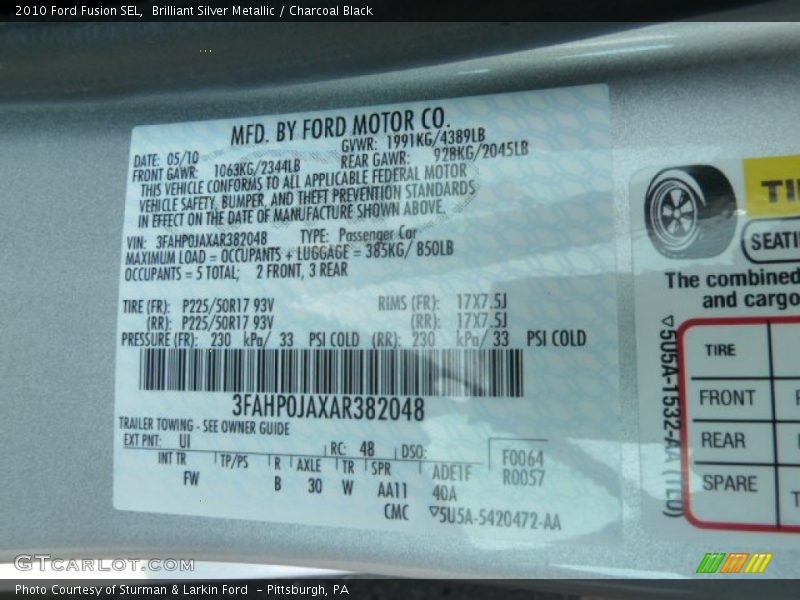 2010 Ford Fusion SEL, Brilliant Silver Metallic / Charcoal Black
MFD. BY FORD MOTOR CO.
DATE: 05/10 GVWR: 1991KG/4389LB
FRONT GAWR: 1063KG/2344LB REAR GAWR: 928KG/2045LB
THIS VEHICLE CONFORMS TO ALL APPLICABLE FEDERAL MOTOR
VEHICLE SAFETY, BUMPER, AND THEFT PREVENTION STANDARDS
IN EFFECT ON THE DATE OF MANUFACTURE SHOWN ABOVE.
VIN: 3FAHP0JAXAR382048 TYPE: Passenger Car
MAXIMUM LOAD = OCCUPANTS + LUGGAGE = 385KG/ 850LB
OCCUPANTS = 5 TOTAL; 2 FRONT, 3 REAR
TIRE (FR): P225/50R17 93V RIMS (FR): 17X7.5J
(RR): P225/50R17 93V (RR): 17X7.5J
PRESSURE (FR): 230 kPa/ 33 PSI COLD (RR): 230 kPa/ 33 PSI COLD
3FAHP0JAXAR382048
TRAILER TOWING - SEE OWNER GUIDE
EXT PNT: UI RC: 48 DSO: F0064
INT TR TP/PS R AXLE TR SPR ADE1F R0057
FW B 30 W AA11 40A
CMC ▽5U5A-5420472-AA
SEATI
The combined
and cargo
TIRE
FRONT
REAR
SPARE
GTCarLot.com
Photo Courtesy of Sturman & Larkin Ford - Pittsburgh, PA